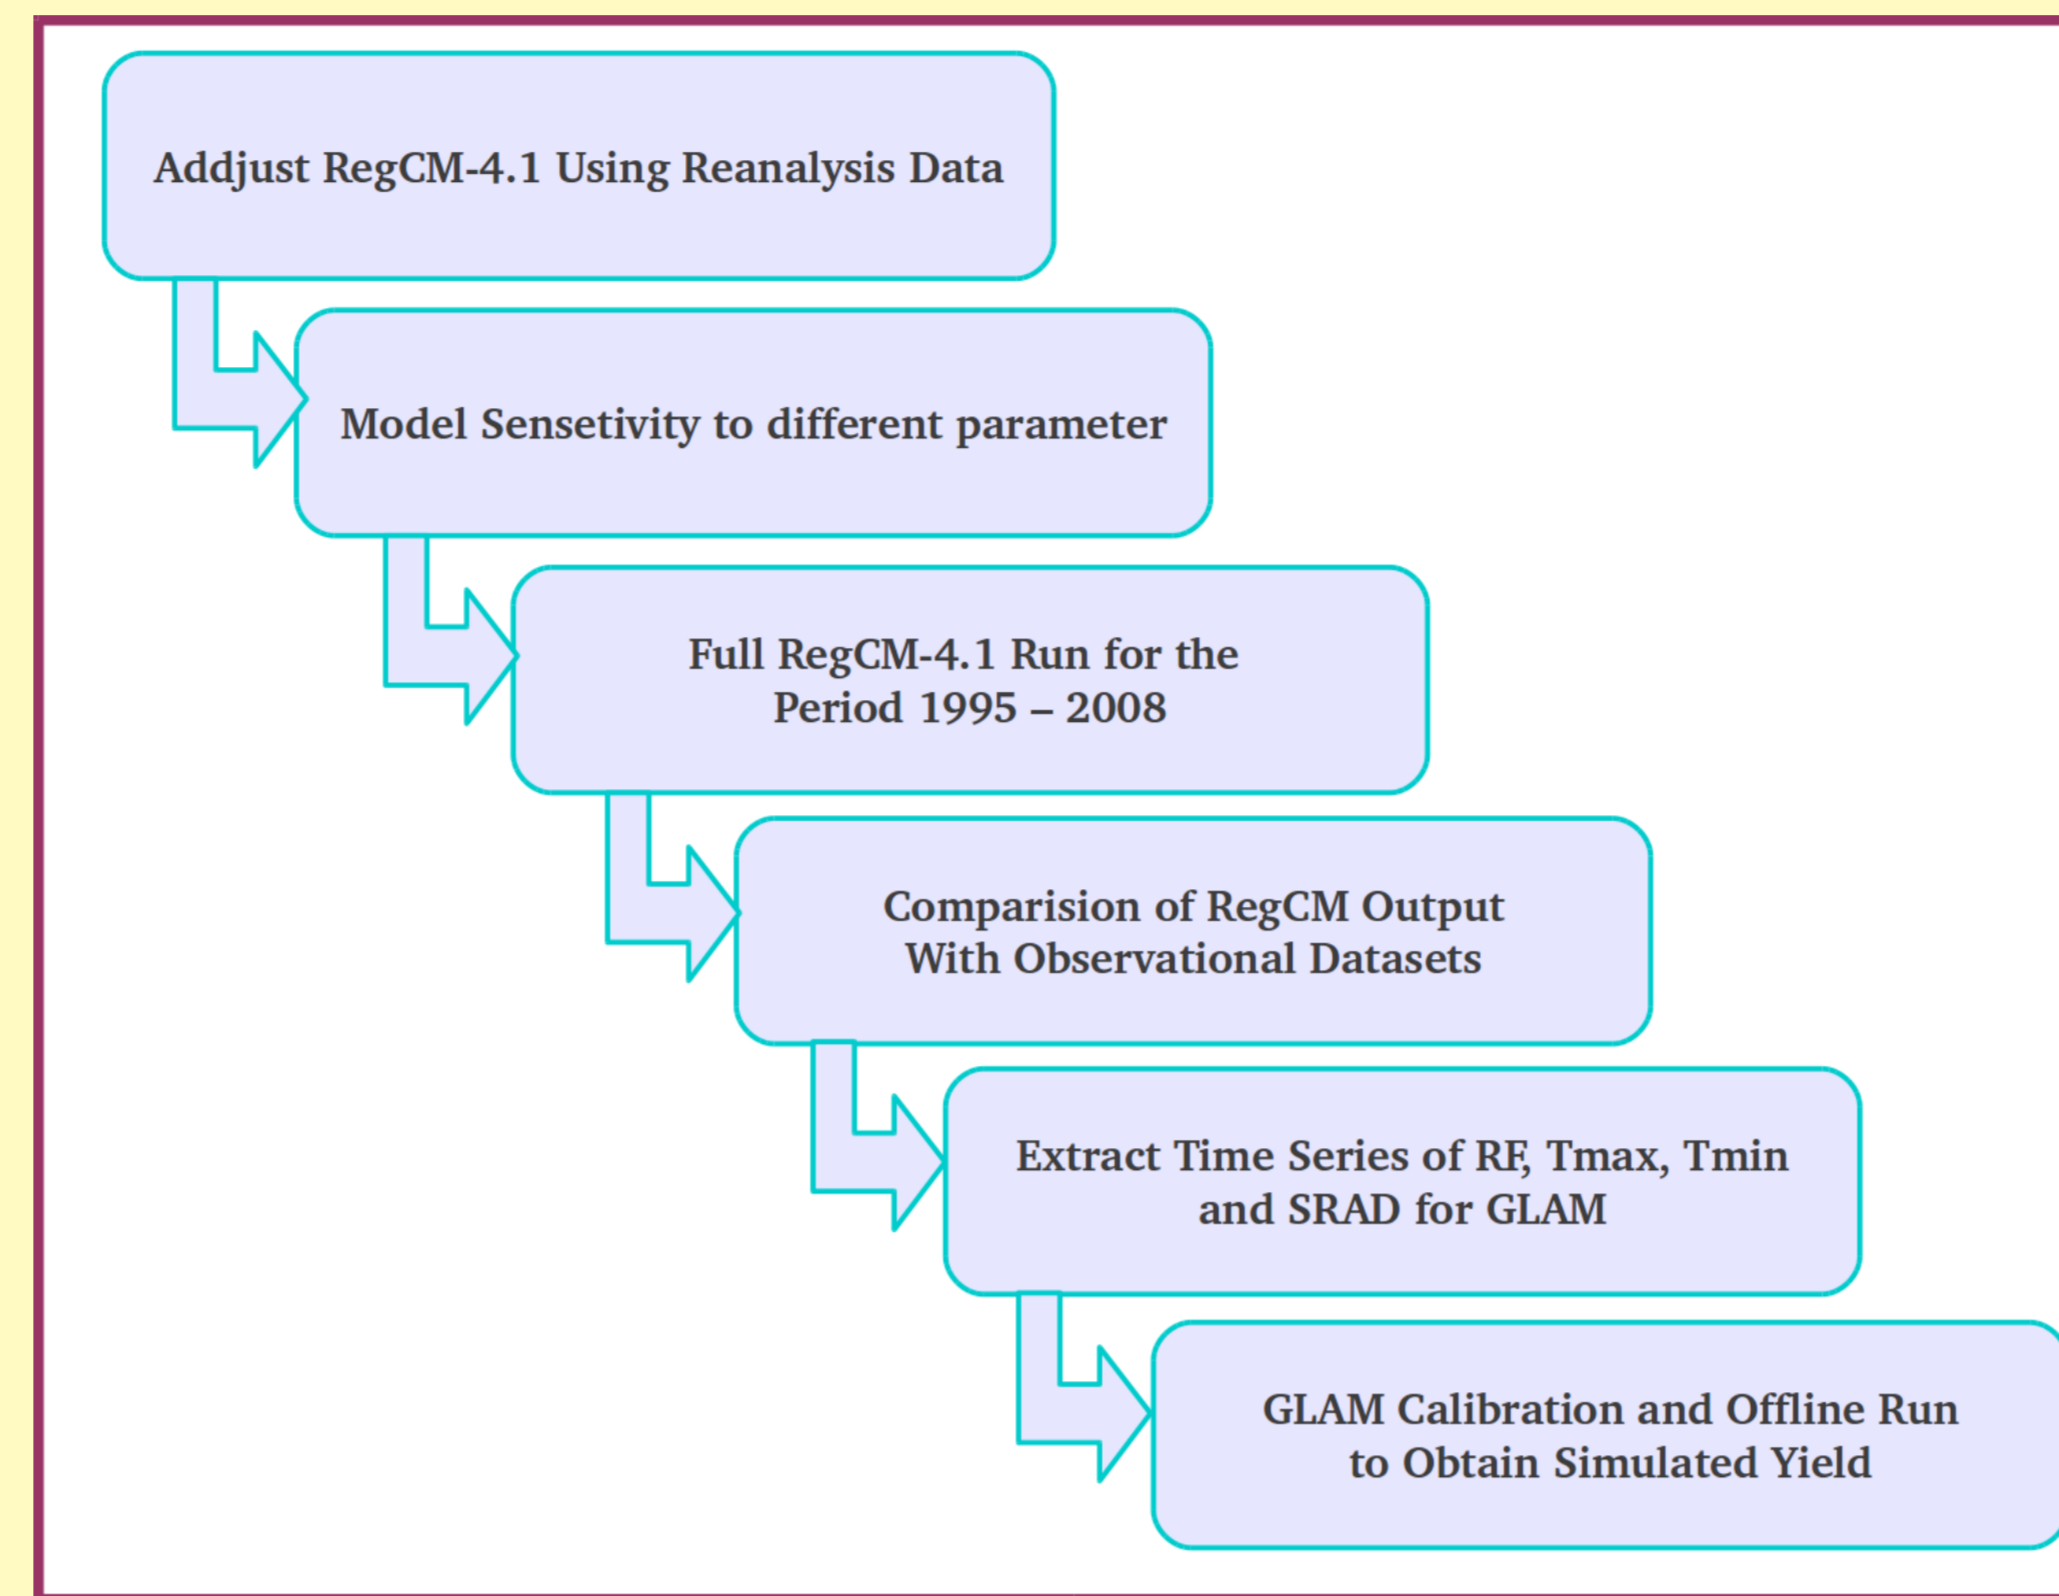 Addjust RegCM-4.1 Using Reanalysis Data
Model Sensetivity to different parameter
Full RegCM-4.1 Run for the
Period 1995 – 2008
Comparision of RegCM Output
With Observational Datasets
Extract Time Series of RF, Tmax, Tmin
and SRAD for GLAM
GLAM Calibration and Offline Run
to Obtain Simulated Yield